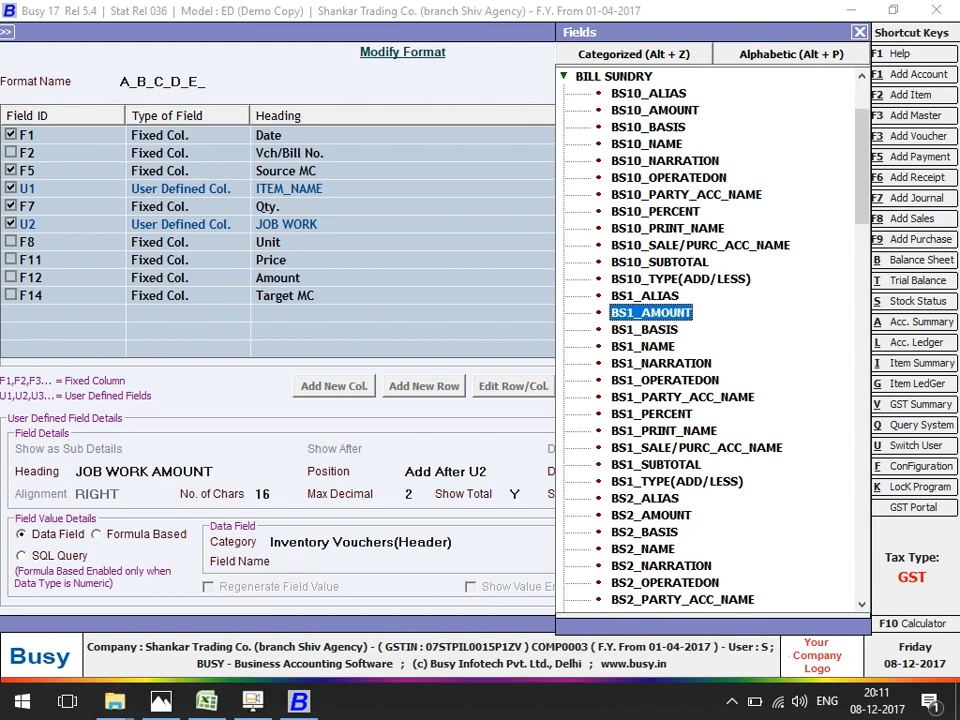 Busy 17 Rel 5.4 | Stat Rel 036 | Model : ED (Demo Copy) | Shankar Trading Co. (branch Shiv Agency) - F.Y. From 01-04-2017
>>
Modify Format
Format Name A_B_C_D_E_
Field ID Type of Field Heading
F1 Fixed Col. Date
F2 Fixed Col. Vch/Bill No.
F5 Fixed Col. Source MC
U1 User Defined Col. ITEM_NAME
F7 Fixed Col. Qty.
U2 User Defined Col. JOB WORK
F8 Fixed Col. Unit
F11 Fixed Col. Price
F12 Fixed Col. Amount
F14 Fixed Col. Target MC
F1,F2,F3... = Fixed Column
U1,U2,U3... = User Defined Fields
Add New Col. Add New Row Edit Row/Col.
User Defined Field Details
Field Details
Show as Sub Details Show After
Heading JOB WORK AMOUNT Position Add After U2
Alignment RIGHT No. of Chars 16 Max Decimal 2 Show Total Y
Field Value Details
Data Field Formula Based
SQL Query
(Formula Based Enabled only when
Data Type is Numeric)
Data Field
Category Inventory Vouchers(Header)
Field Name
Regenerate Field Value Show Value
Fields
Categorized (Alt + Z) Alphabetic (Alt + P)
BILL SUNDRY
BS10_ALIAS
BS10_AMOUNT
BS10_BASIS
BS10_NAME
BS10_NARRATION
BS10_OPERATEDON
BS10_PARTY_ACC_NAME
BS10_PERCENT
BS10_PRINT_NAME
BS10_SALE/PURC_ACC_NAME
BS10_SUBTOTAL
BS10_TYPE(ADD/LESS)
BS1_ALIAS
BS1_AMOUNT
BS1_BASIS
BS1_NAME
BS1_NARRATION
BS1_OPERATEDON
BS1_PARTY_ACC_NAME
BS1_PERCENT
BS1_PRINT_NAME
BS1_SALE/PURC_ACC_NAME
BS1_SUBTOTAL
BS1_TYPE(ADD/LESS)
BS2_ALIAS
BS2_AMOUNT
BS2_BASIS
BS2_NAME
BS2_NARRATION
BS2_OPERATEDON
BS2_PARTY_ACC_NAME
Shortcut Keys
F1 Help
F1 Add Account
F2 Add Item
F3 Add Master
F3 Add Voucher
F5 Add Payment
F6 Add Receipt
F7 Add Journal
F8 Add Sales
F9 Add Purchase
B Balance Sheet
T Trial Balance
S Stock Status
A Acc. Summary
L Acc. Ledger
I Item Summary
G Item LedGer
V GST Summary
Q Query System
U Switch User
F ConFiguration
K LocK Program
GST Portal
Tax Type:
GST
F10 Calculator
Busy
Company : Shankar Trading Co. (branch Shiv Agency) - ( GSTIN : 07STPIL0015P1ZV ) COMP0003 ( F.Y. From 01-04-2017 ) - User : S ;
BUSY - Business Accounting Software ; (c) Busy Infotech Pvt. Ltd., Delhi ; www.busy.in
Your
Company
Logo
Friday
08-12-2017
B
ENG
20:11
08-12-2017
1